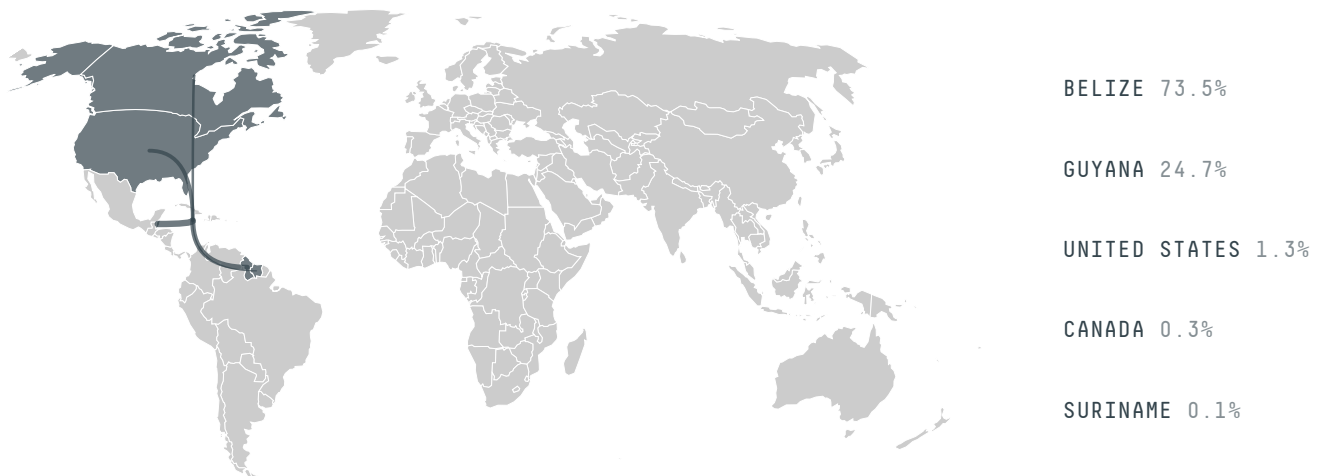 BELIZE 73.5%
GUYANA 24.7%
UNITED STATES 1.3%
CANADA 0.3%
SURINAME 0.1%